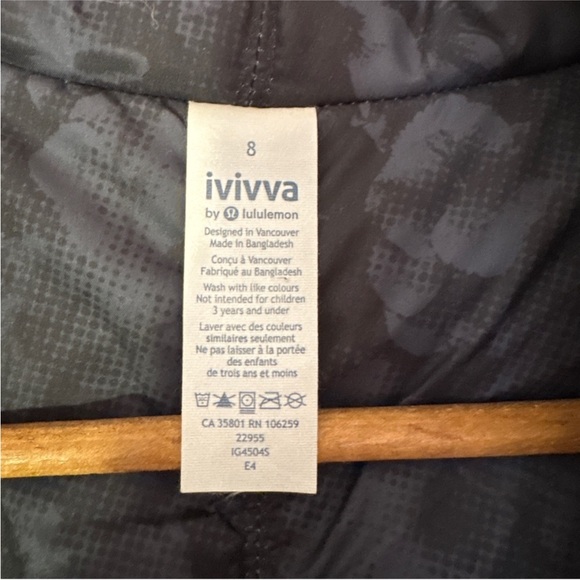 8
ivivva
by lululemon
Designed in Vancouver
Made in Bangladesh
Conçu à Vancouver
Fabriqué au Bangladesh
Wash with like colours
Not intended for children
3 years and under
Laver avec des couleurs
similaires seulement
Ne pas laisser à la portée
des enfants
de trois ans et moins
CA 35801 RN 106259
22955
IG4504S
E4